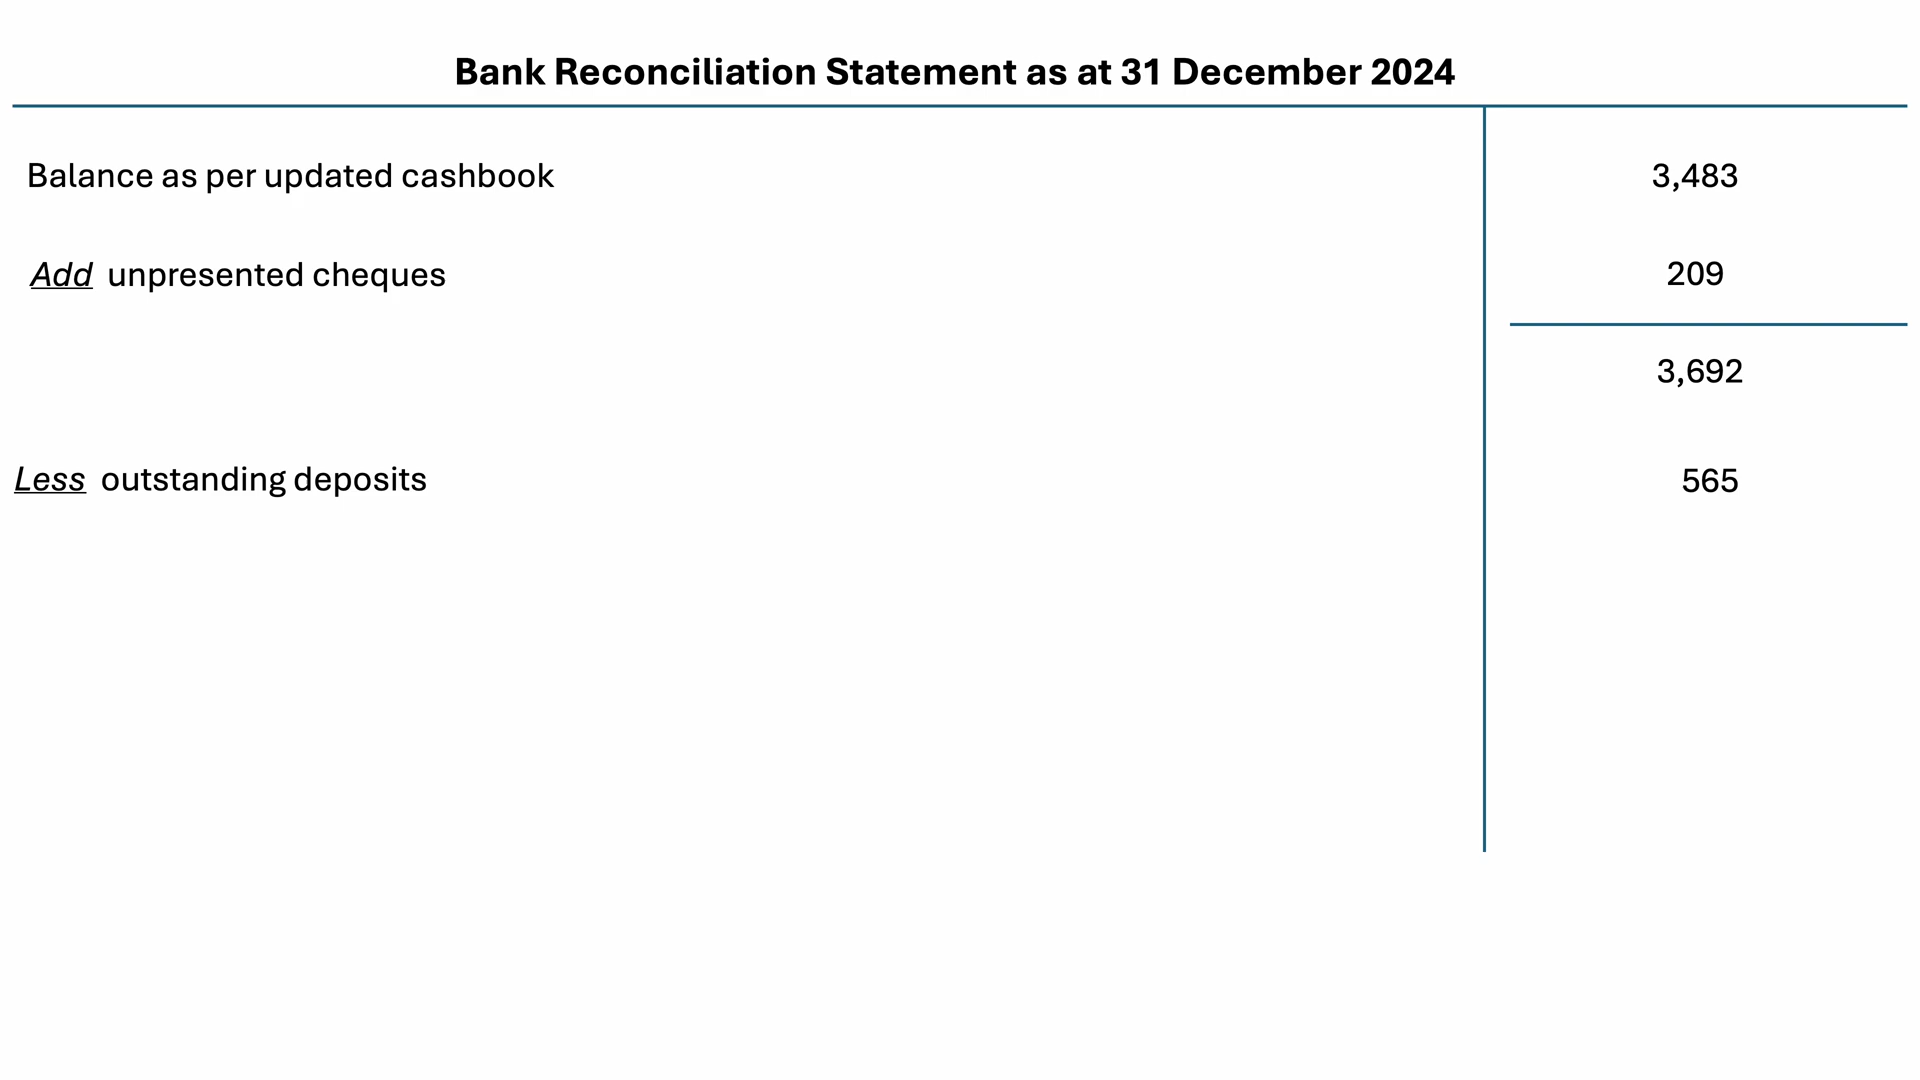 Bank Reconciliation Statement as at 31 December 2024
Balance as per updated cashbook 3,483
Add unpresented cheques 209
3,692
Less outstanding deposits 565